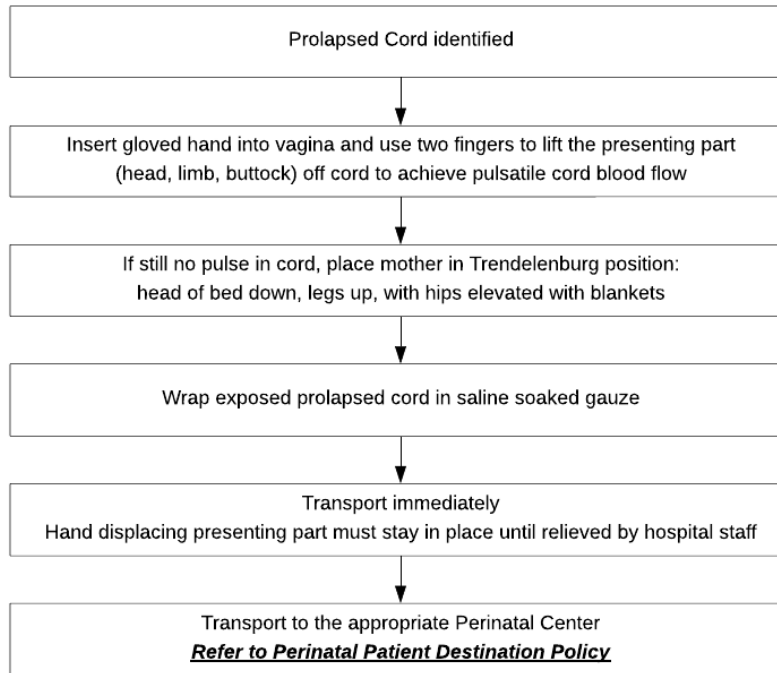 Prolapsed Cord identified
Insert gloved hand into vagina and use two fingers to lift the presenting part
(head, limb, buttock) off cord to achieve pulsatile cord blood flow
If still no pulse in cord, place mother in Trendelenburg position:
head of bed down, legs up, with hips elevated with blankets
Wrap exposed prolapsed cord in saline soaked gauze
Transport immediately
Hand displacing presenting part must stay in place until relieved by hospital staff
Transport to the appropriate Perinatal Center
Refer to Perinatal Patient Destination Policy